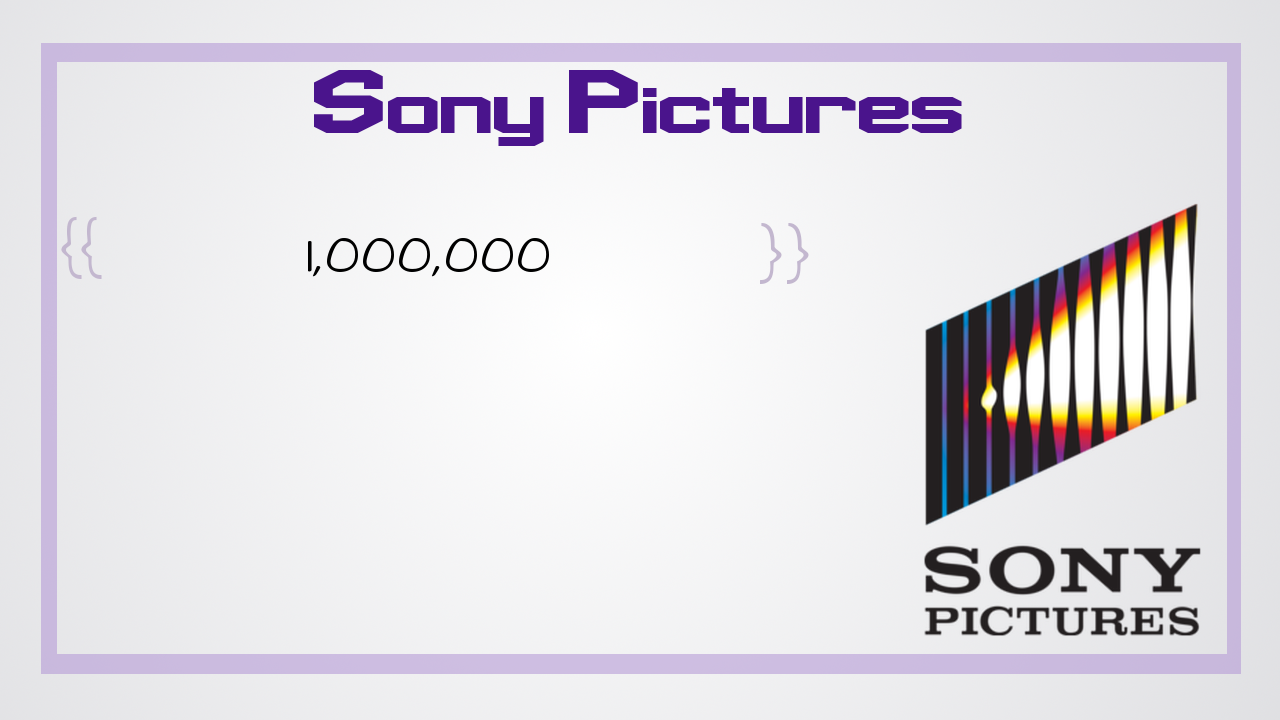 Sony Pictures
{{ 1,000,000 }}
SONY
PICTURES